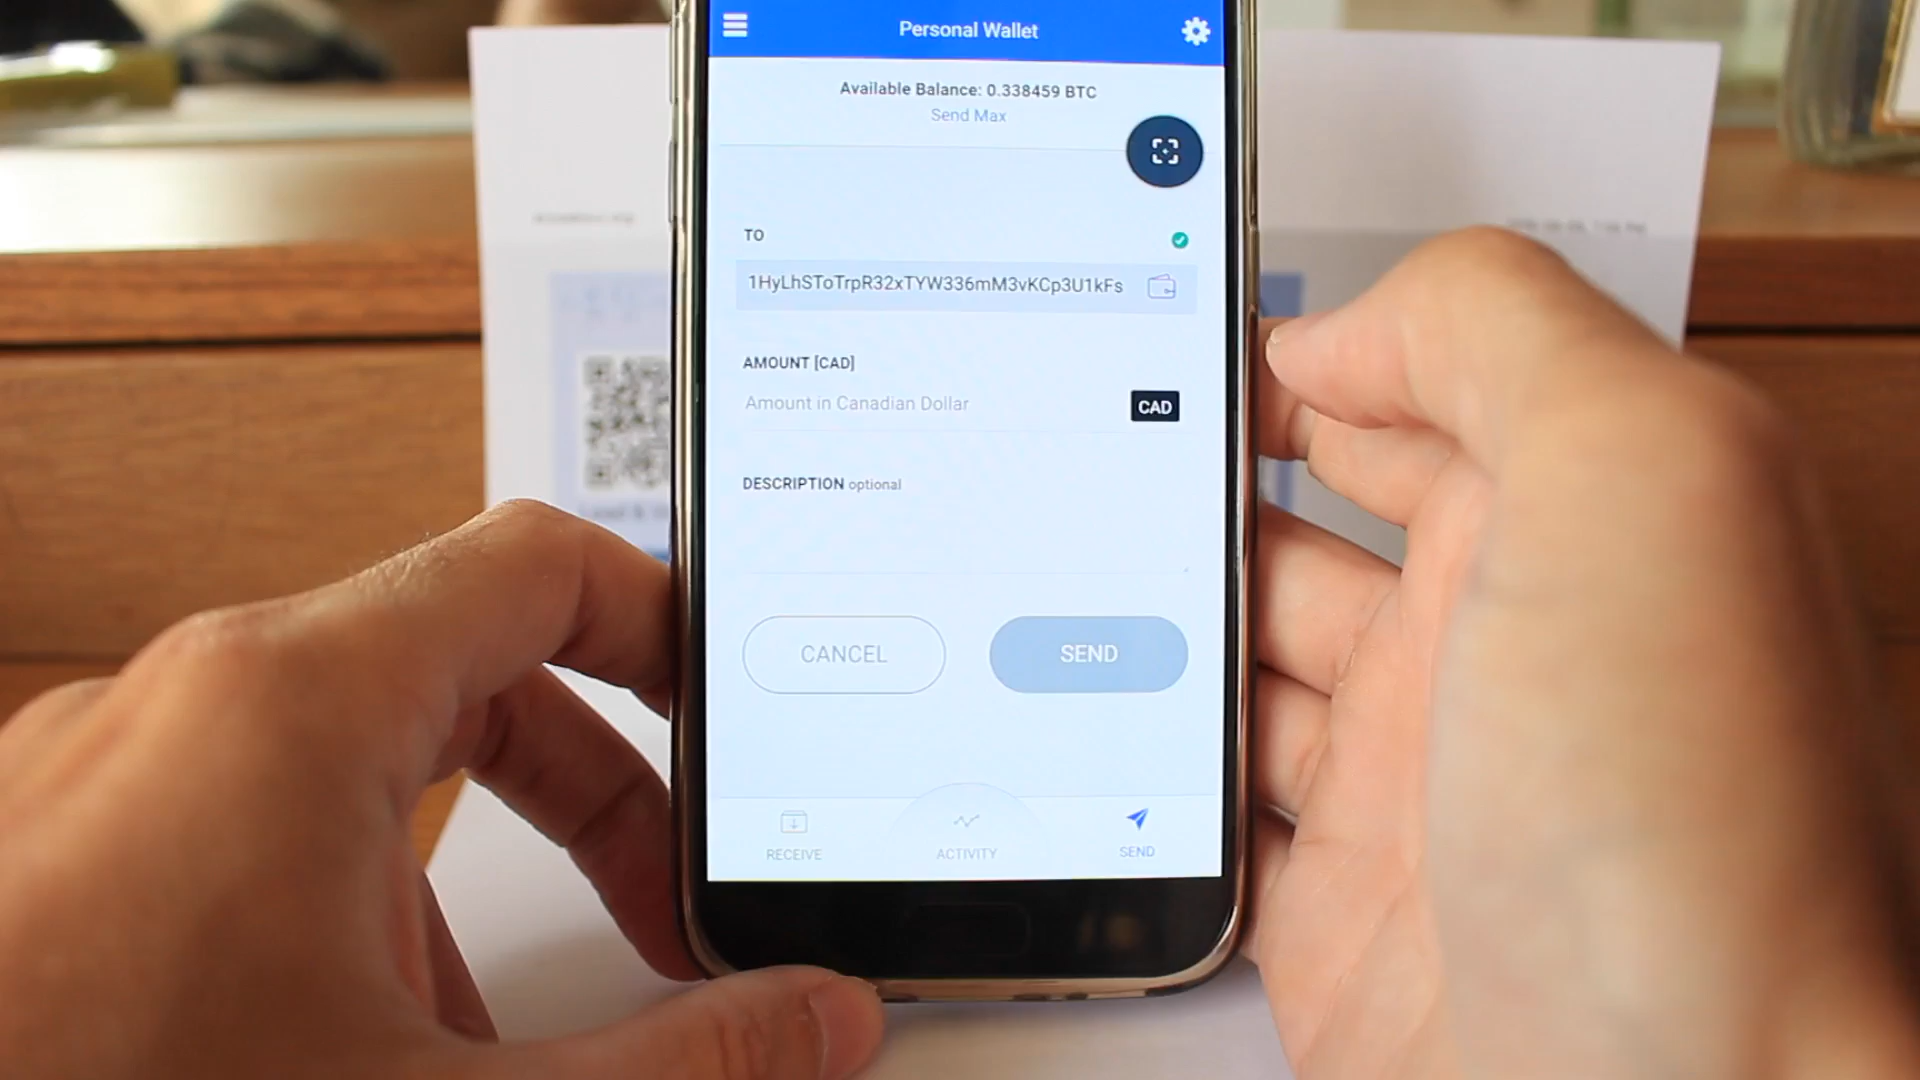 Personal Wallet
Available Balance: 0.338459 BTC
Send Max
TO
1HyLhSToTrpR32xTYW336mM3vKCp3U1kFs
AMOUNT [CAD]
Amount in Canadian Dollar
CAD
DESCRIPTION optional
CANCEL
SEND
RECEIVE
ACTIVITY
SEND